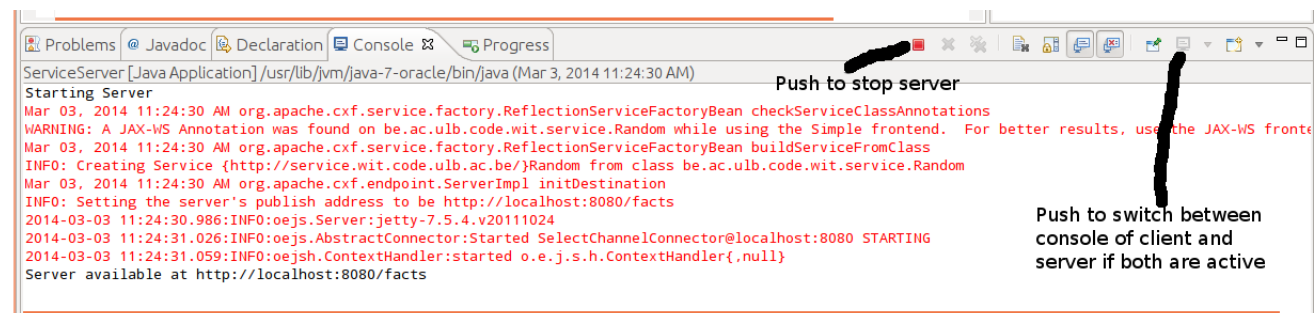 Problems @ Javadoc Declaration Console Progress
ServiceServer [Java Application] /usr/lib/jvm/java-7-oracle/bin/java (Mar 3, 2014 11:24:30 AM)
Push to stop server
Starting Server
Mar 03, 2014 11:24:30 AM org.apache.cxf.service.factory.ReflectionServiceFactoryBean checkServiceClassAnnotations
WARNING: A JAX-WS Annotation was found on be.ac.ulb.code.wit.service.Random while using the Simple frontend.  For better results, use the JAX-WS fronte
Mar 03, 2014 11:24:30 AM org.apache.cxf.service.factory.ReflectionServiceFactoryBean buildServiceFromClass
INFO: Creating Service {http://service.wit.code.ulb.ac.be/}Random from class be.ac.ulb.code.wit.service.Random
Mar 03, 2014 11:24:30 AM org.apache.cxf.endpoint.ServerImpl initDestination
INFO: Setting the server's publish address to be http://localhost:8080/facts
2014-03-03 11:24:30.986:INFO:oejs.Server:jetty-7.5.4.v20111024
2014-03-03 11:24:31.026:INFO:oejs.AbstractConnector:Started SelectChannelConnector@localhost:8080 STARTING
2014-03-03 11:24:31.059:INFO:oejsh.ContextHandler:started o.e.j.s.h.ContextHandler{,null}
Server available at http://localhost:8080/facts
Push to switch between
console of client and
server if both are active